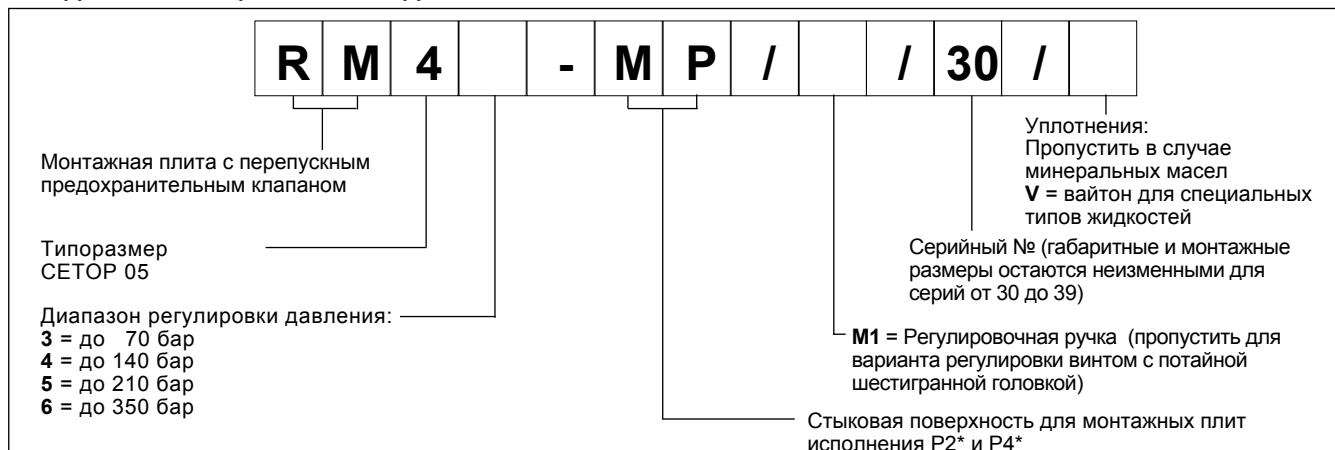 R M 4 - M P / / 30 /
Монтажная плита с перепускным
предохранительным клапаном
Типоразмер
CETOP 05
Диапазон регулировки давления:
3 = до 70 бар
4 = до 140 бар
5 = до 210 бар
6 = до 350 бар
Уплотнения:
Пропустить в случае
минеральных масел
V = вайтон для специальных
типов жидкостей
Серийный № (габаритные и монтажные
размеры остаются неизменными для
серий от 30 до 39)
M1 = Регулировочная ручка (пропустить для
варианта регулировки винтом с потайной
шестигранной головкой)
Стыковая поверхность для монтажных плит
исполнения P2* и P4*